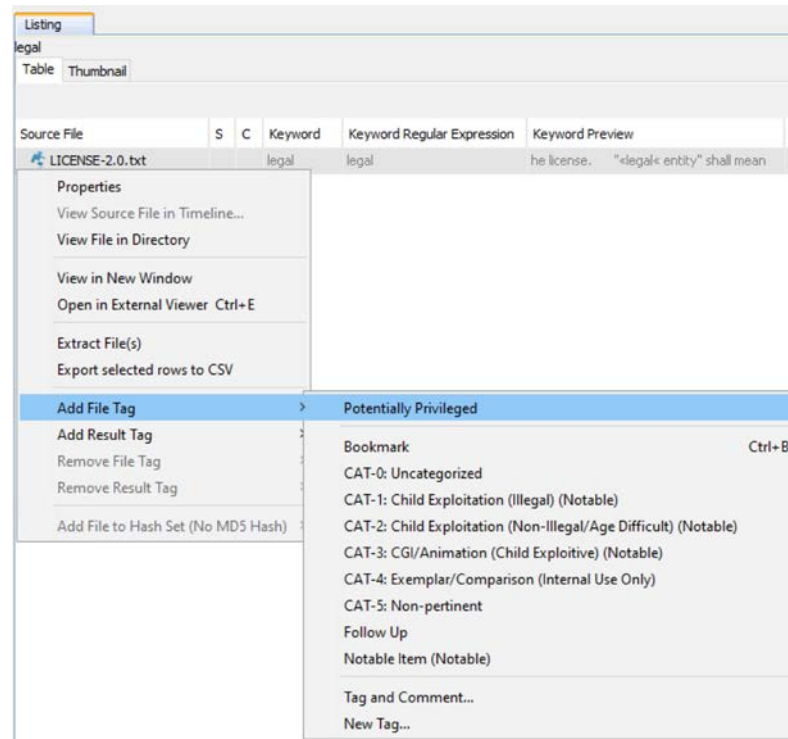 Listing
legal
Table Thumbnail
Source File S C Keyword Keyword Regular Expression Keyword Preview
LICENSE-2.0.txt legal legal he license. "<legal< entity" shall mean
Properties
View Source File in Timeline...
View File in Directory
View in New Window
Open in External Viewer Ctrl+E
Extract File(s)
Export selected rows to CSV
Add File Tag >
Add Result Tag
Remove File Tag
Remove Result Tag
Add File to Hash Set (No MD5 Hash)
Potentially Privileged
Bookmark Ctrl+B
CAT-0: Uncategorized
CAT-1: Child Exploitation (Illegal) (Notable)
CAT-2: Child Exploitation (Non-Illegal/Age Difficult) (Notable)
CAT-3: CGI/Animation (Child Exploitive) (Notable)
CAT-4: Exemplar/Comparison (Internal Use Only)
CAT-5: Non-pertinent
Follow Up
Notable Item (Notable)
Tag and Comment...
New Tag...